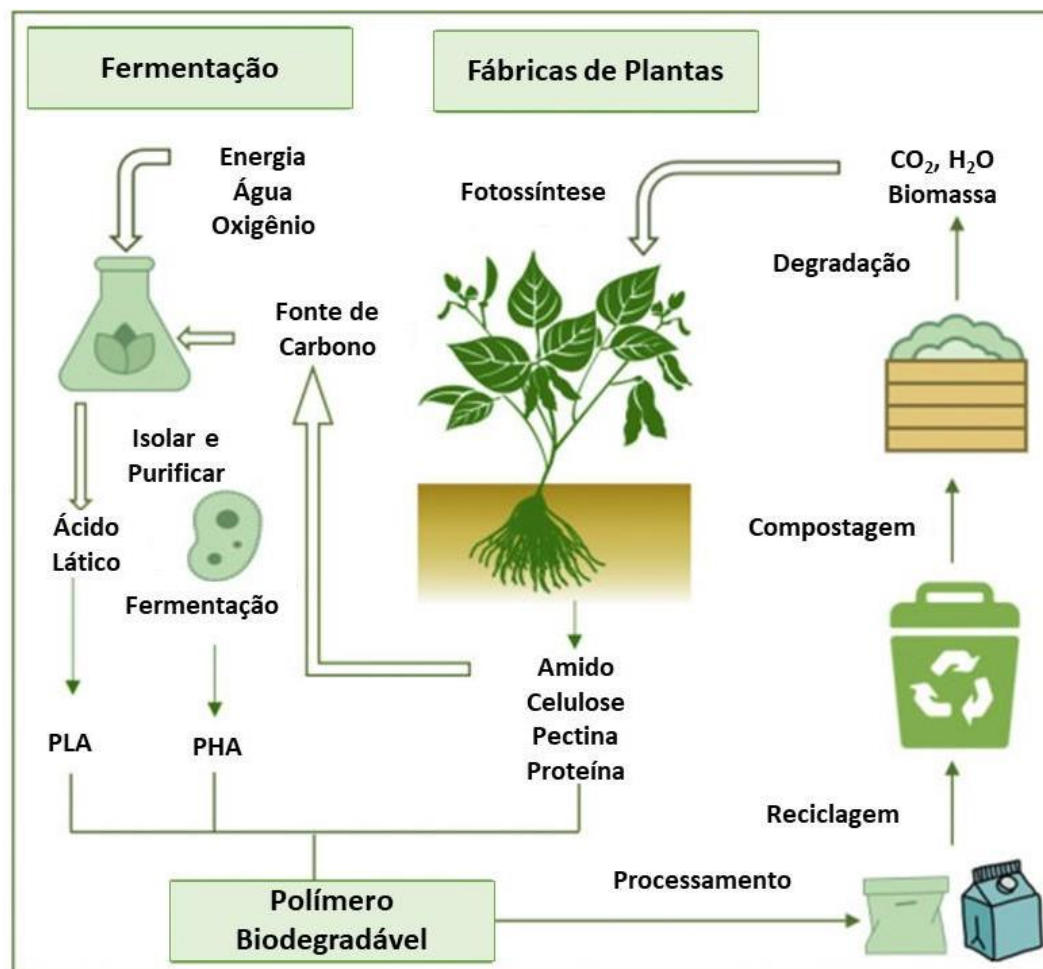 Fermentação
Fábricas de Plantas
Energia
Água
Oxigênio
Fotossíntese
CO₂, H₂O
Biomassa
Degradação
Fonte de
Carbono
Isolar e
Purificar
Ácido
Lático
Fermentação
Compostagem
Amido
Celulose
Pectina
Proteína
PLA
PHA
Reciclagem
Processamento
Polímero
Biodegradável